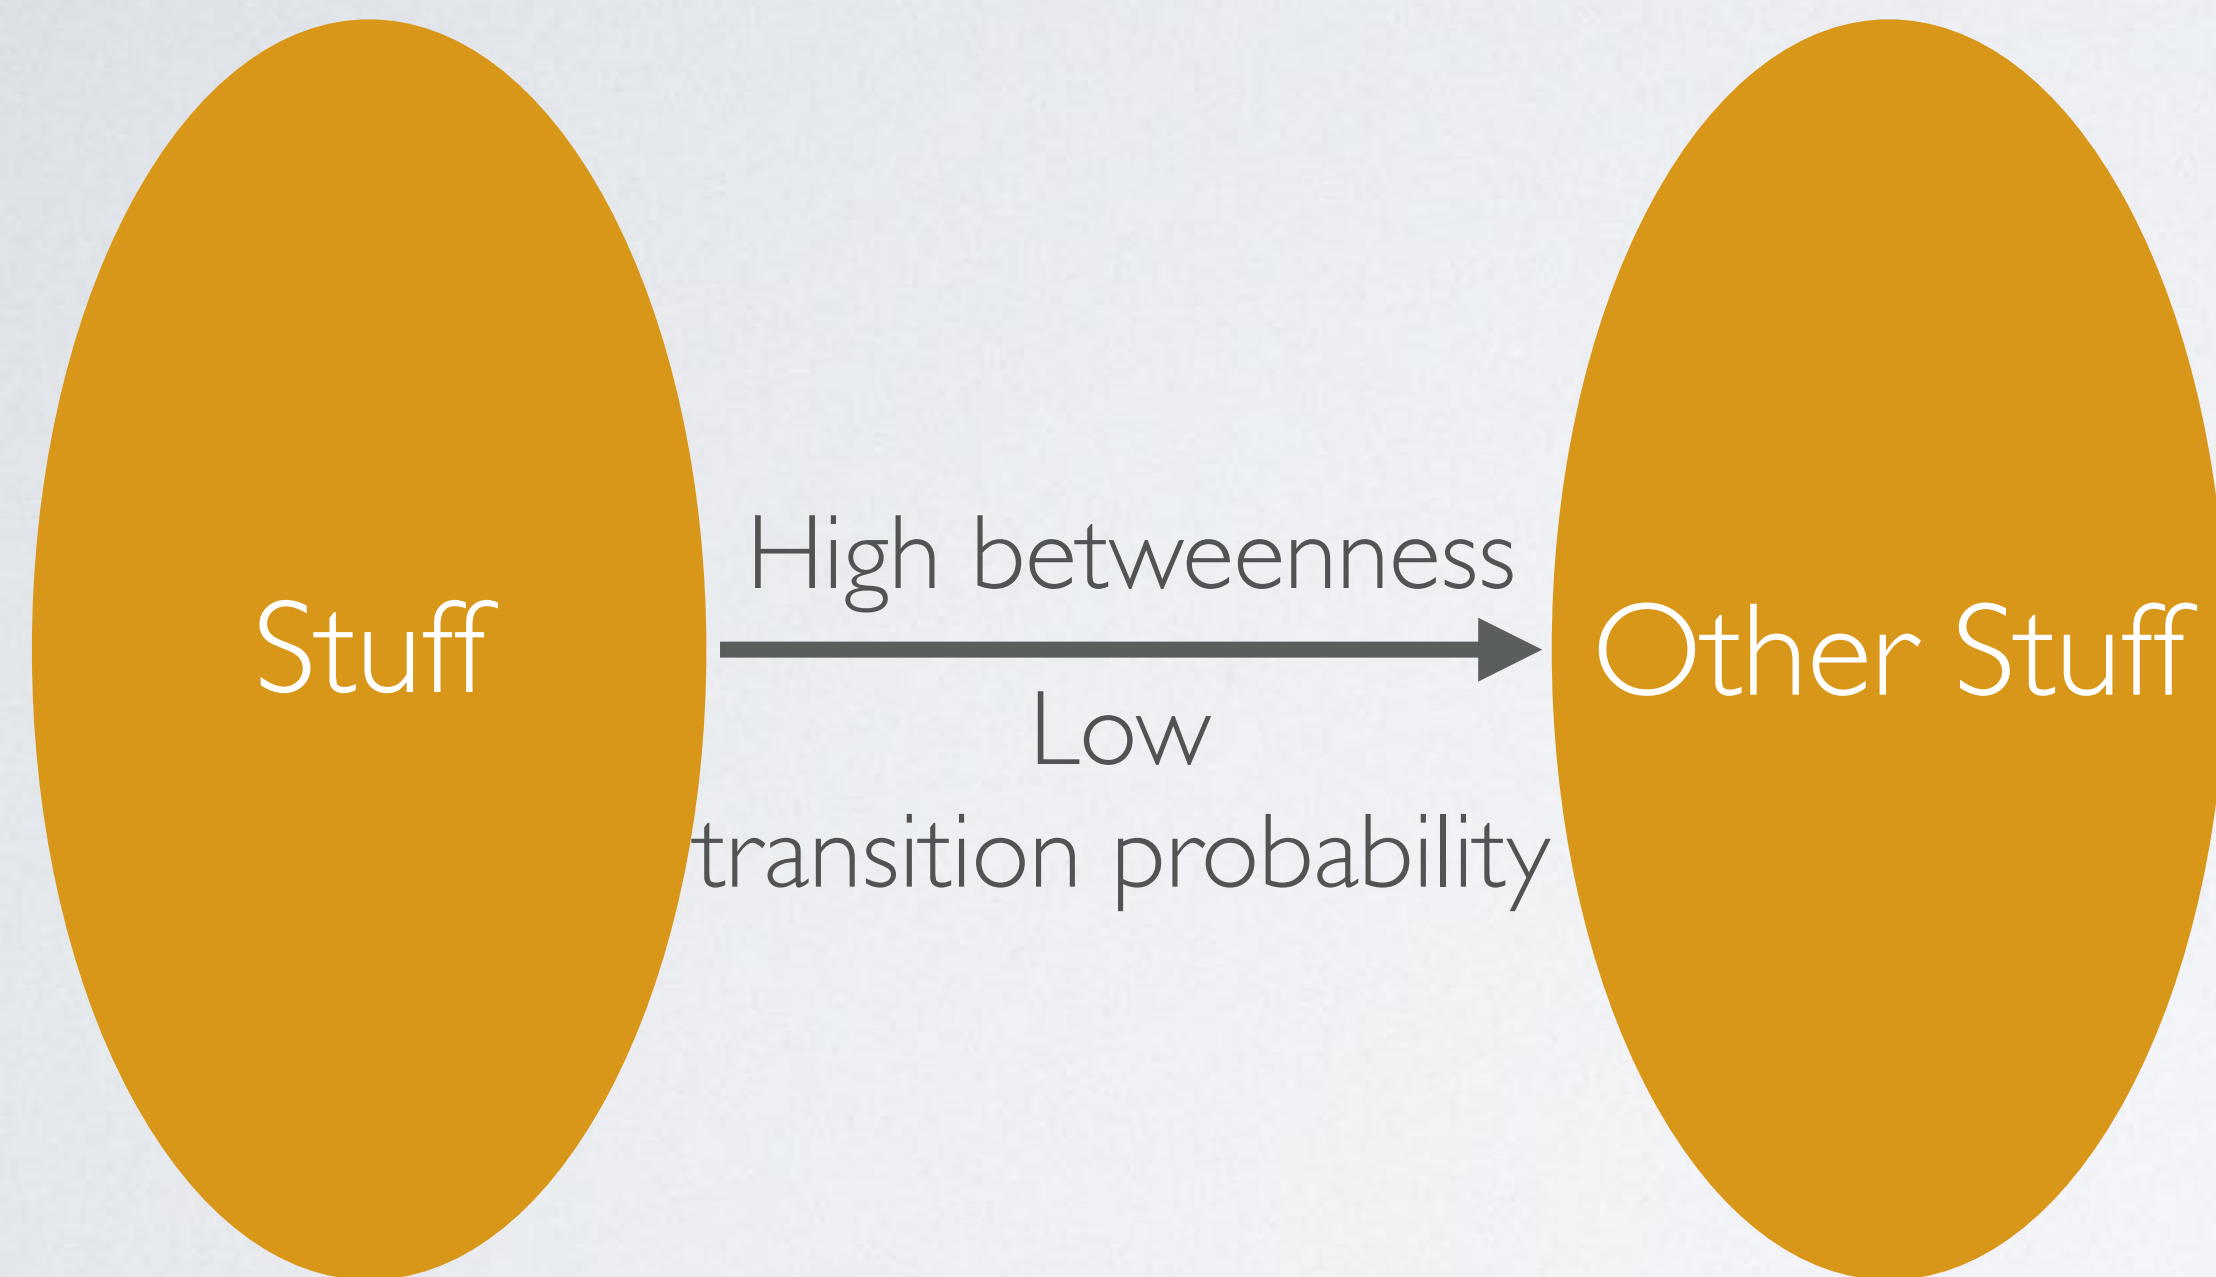 Stuff
High betweenness
Low
transition probability
Other Stuff